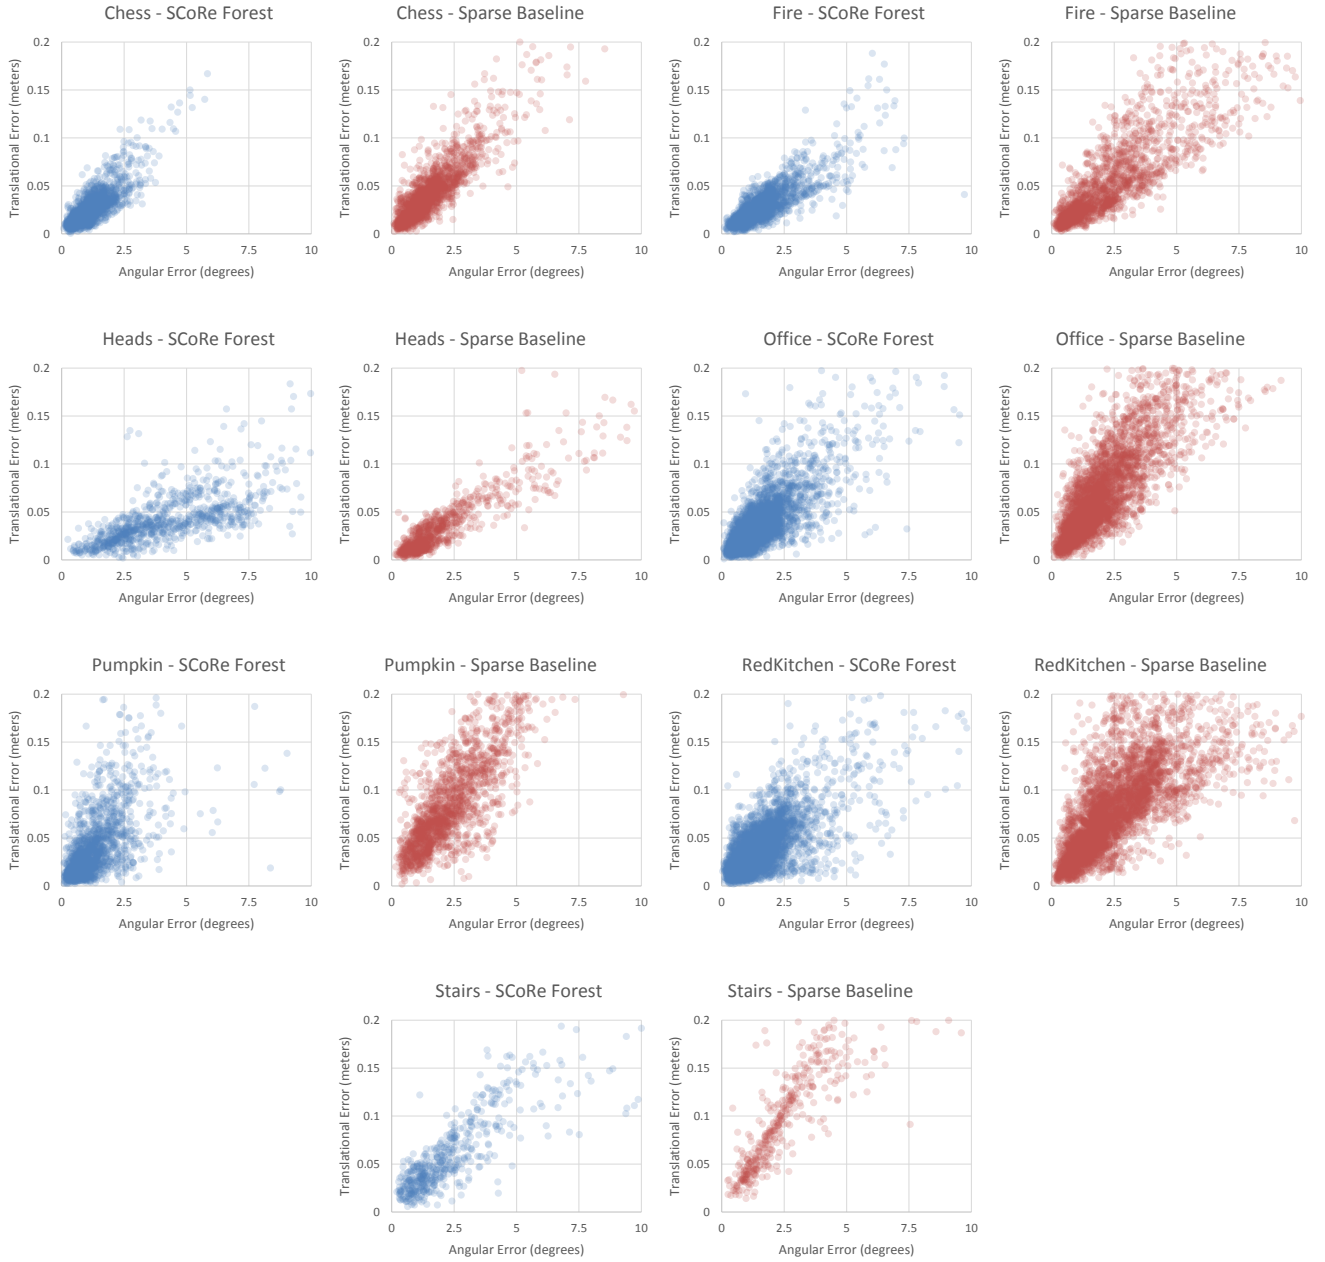 Chess - SCoRe Forest
Chess - Sparse Baseline
Fire - SCoRe Forest
Fire - Sparse Baseline
0.2
0.15
0.1
0.05
0
Translational Error (meters)
0 2.5 5 7.5 10
Angular Error (degrees)
0.2
0.15
0.1
0.05
0
Translational Error (meters)
0 2.5 5 7.5 10
Angular Error (degrees)
0.2
0.15
0.1
0.05
0
Translational Error (meters)
0 2.5 5 7.5 10
Angular Error (degrees)
0.2
0.15
0.1
0.05
0
Translational Error (meters)
0 2.5 5 7.5 10
Angular Error (degrees)
Heads - SCoRe Forest
Heads - Sparse Baseline
Office - SCoRe Forest
Office - Sparse Baseline
0.2
0.15
0.1
0.05
0
Translational Error (meters)
0 2.5 5 7.5 10
Angular Error (degrees)
0.2
0.15
0.1
0.05
0
Translational Error (meters)
0 2.5 5 7.5 10
Angular Error (degrees)
0.2
0.15
0.1
0.05
0
Translational Error (meters)
0 2.5 5 7.5 10
Angular Error (degrees)
0.2
0.15
0.1
0.05
0
Translational Error (meters)
0 2.5 5 7.5 10
Angular Error (degrees)
Pumpkin - SCoRe Forest
Pumpkin - Sparse Baseline
RedKitchen - SCoRe Forest
RedKitchen - Sparse Baseline
0.2
0.15
0.1
0.05
0
Translational Error (meters)
0 2.5 5 7.5 10
Angular Error (degrees)
0.2
0.15
0.1
0.05
0
Translational Error (meters)
0 2.5 5 7.5 10
Angular Error (degrees)
0.2
0.15
0.1
0.05
0
Translational Error (meters)
0 2.5 5 7.5 10
Angular Error (degrees)
0.2
0.15
0.1
0.05
0
Translational Error (meters)
0 2.5 5 7.5 10
Angular Error (degrees)
Stairs - SCoRe Forest
Stairs - Sparse Baseline
0.2
0.15
0.1
0.05
0
Translational Error (meters)
0 2.5 5 7.5 10
Angular Error (degrees)
0.2
0.15
0.1
0.05
0
Translational Error (meters)
0 2.5 5 7.5 10
Angular Error (degrees)